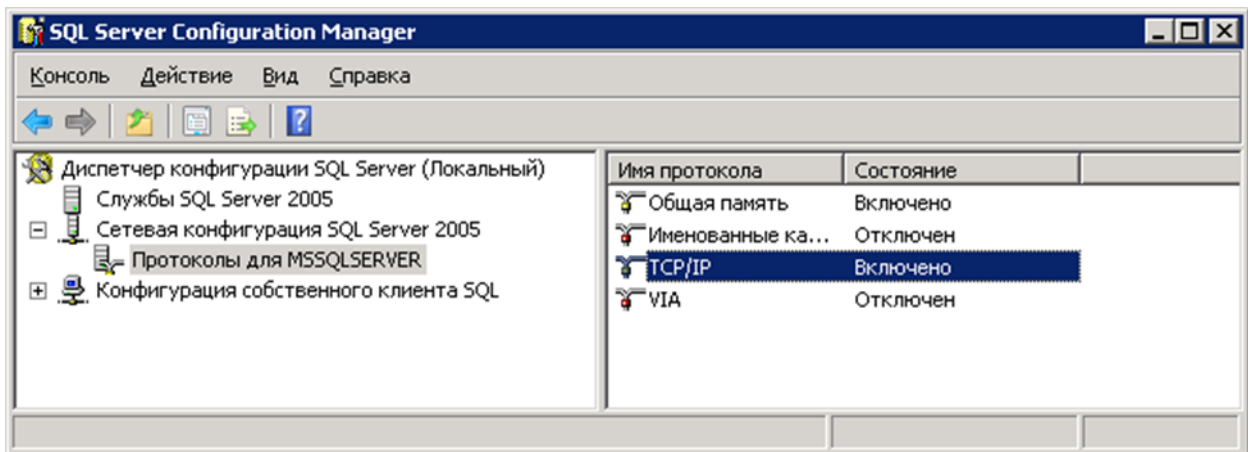 SQL Server Configuration Manager
Консоль Действие Вид Справка
Диспетчер конфигурации SQL Server (Локальный)
Службы SQL Server 2005
Сетевая конфигурация SQL Server 2005
Протоколы для MSSQLSERVER
Конфигурация собственного клиента SQL
Имя протокола Состояние
Общая память Включено
Именованные ка... Отключен
TCP/IP Включено
VIA Отключен